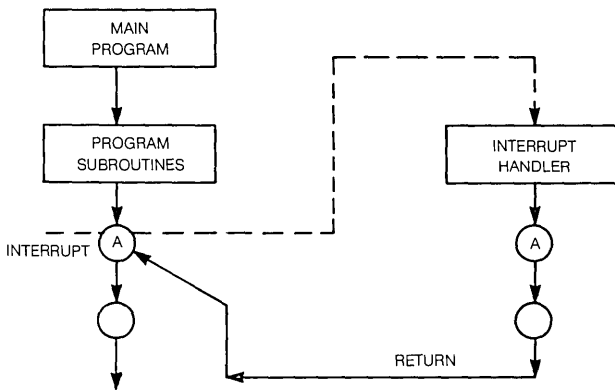 MAIN
PROGRAM
PROGRAM
SUBROUTINES
INTERRUPT
HANDLER
A
INTERRUPT
A
RETURN